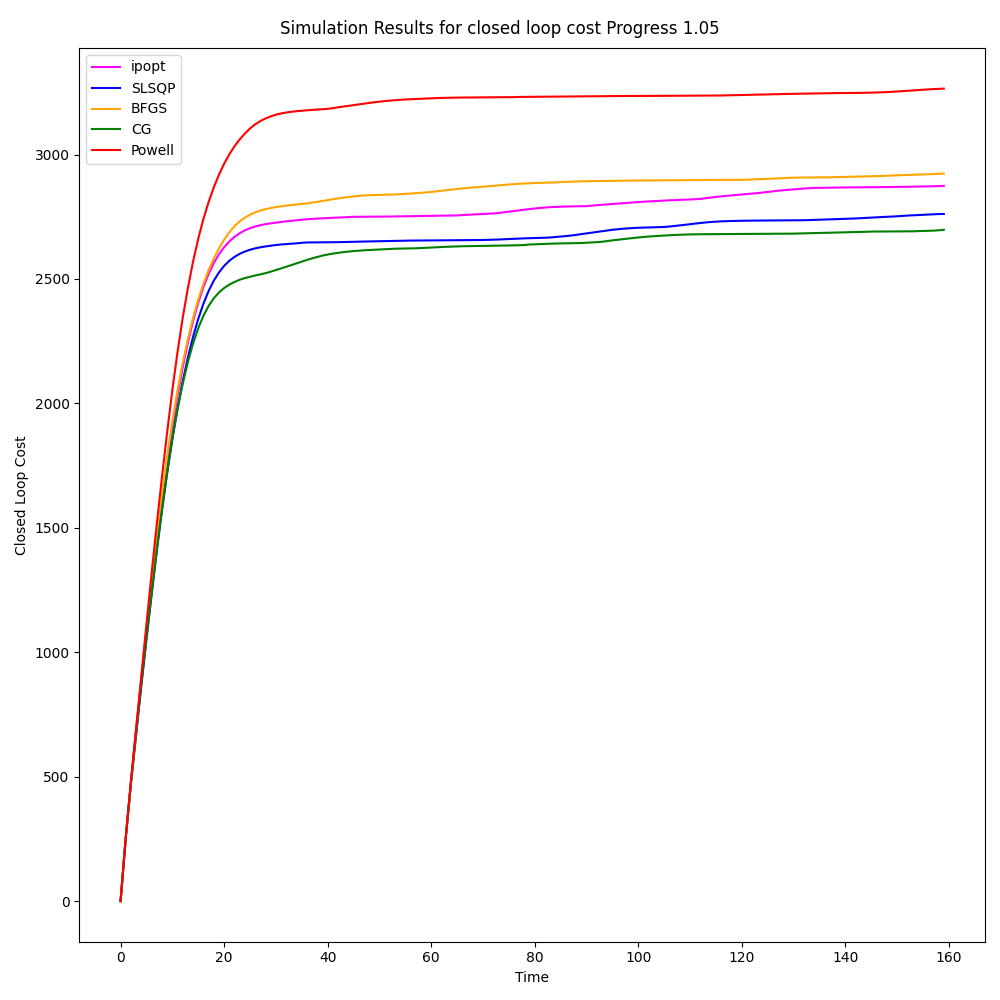 Simulation Results for closed loop cost Progress 1.05
ipopt
SLSQP
BFGS
CG
Powell
3000
2500
2000
1500
1000
500
0
Closed Loop Cost
0 20 40 60 80 100 120 140 160
Time